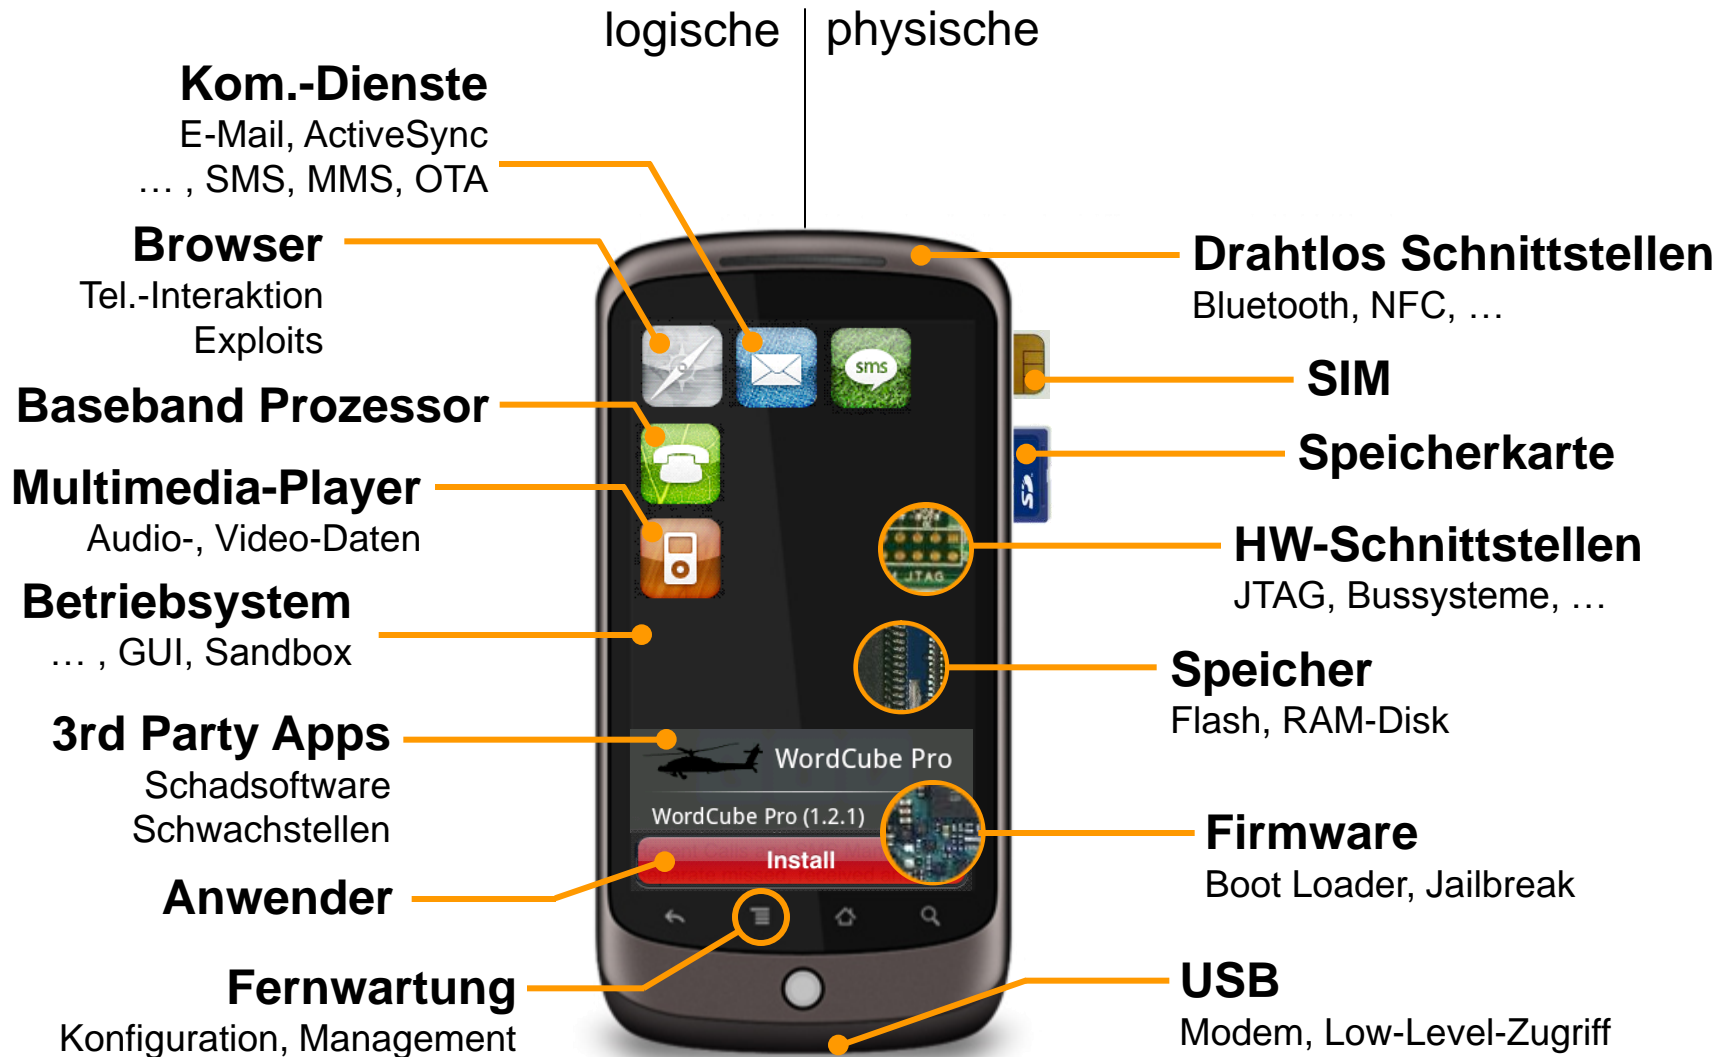 logische
physische
Kom.-Dienste
E-Mail, ActiveSync
… , SMS, MMS, OTA
Browser
Tel.-Interaktion
Exploits
Baseband Prozessor
Multimedia-Player
Audio-, Video-Daten
Betriebsystem
… , GUI, Sandbox
3rd Party Apps
Schadsoftware
Schwachstellen
Anwender
Fernwartung
Konfiguration, Management
sms
WordCube Pro
WordCube Pro (1.2.1)
Install
Drahtlos Schnittstellen
Bluetooth, NFC, …
SIM
Speicherkarte
SD
HW-Schnittstellen
JTAG, Bussysteme, …
JTAG
Speicher
Flash, RAM-Disk
Firmware
Boot Loader, Jailbreak
USB
Modem, Low-Level-Zugriff